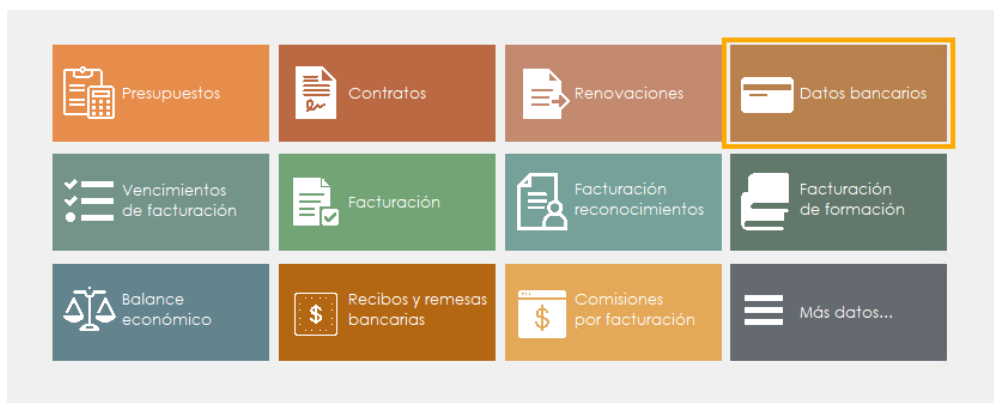 Presupuestos
Contratos
Renovaciones
Datos bancarios
Vencimientos
de facturación
Facturación
Facturación
reconocimientos
Facturación
de formación
Balance
económico
$
Recibos y remesas
bancarias
$
Comisiones
por facturación
Más datos...